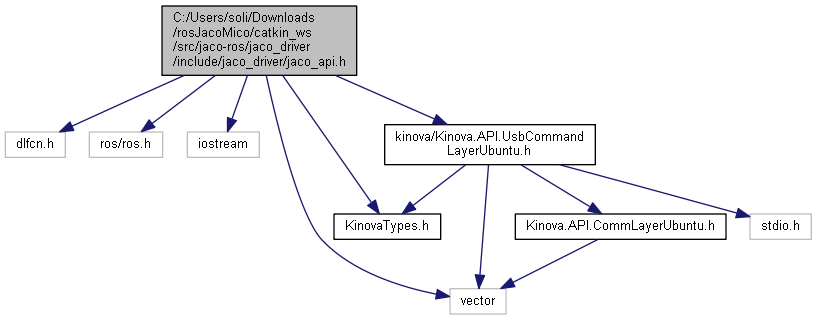 C:/Users/soli/Downloads
/rosJacoMico/catkin_ws
/src/jaco-ros/jaco_driver
/include/jaco_driver/jaco_api.h
dlfcn.h
ros/ros.h
iostream
kinova/Kinova.API.UsbCommand
LayerUbuntu.h
KinovaTypes.h
Kinova.API.CommLayerUbuntu.h
stdio.h
vector